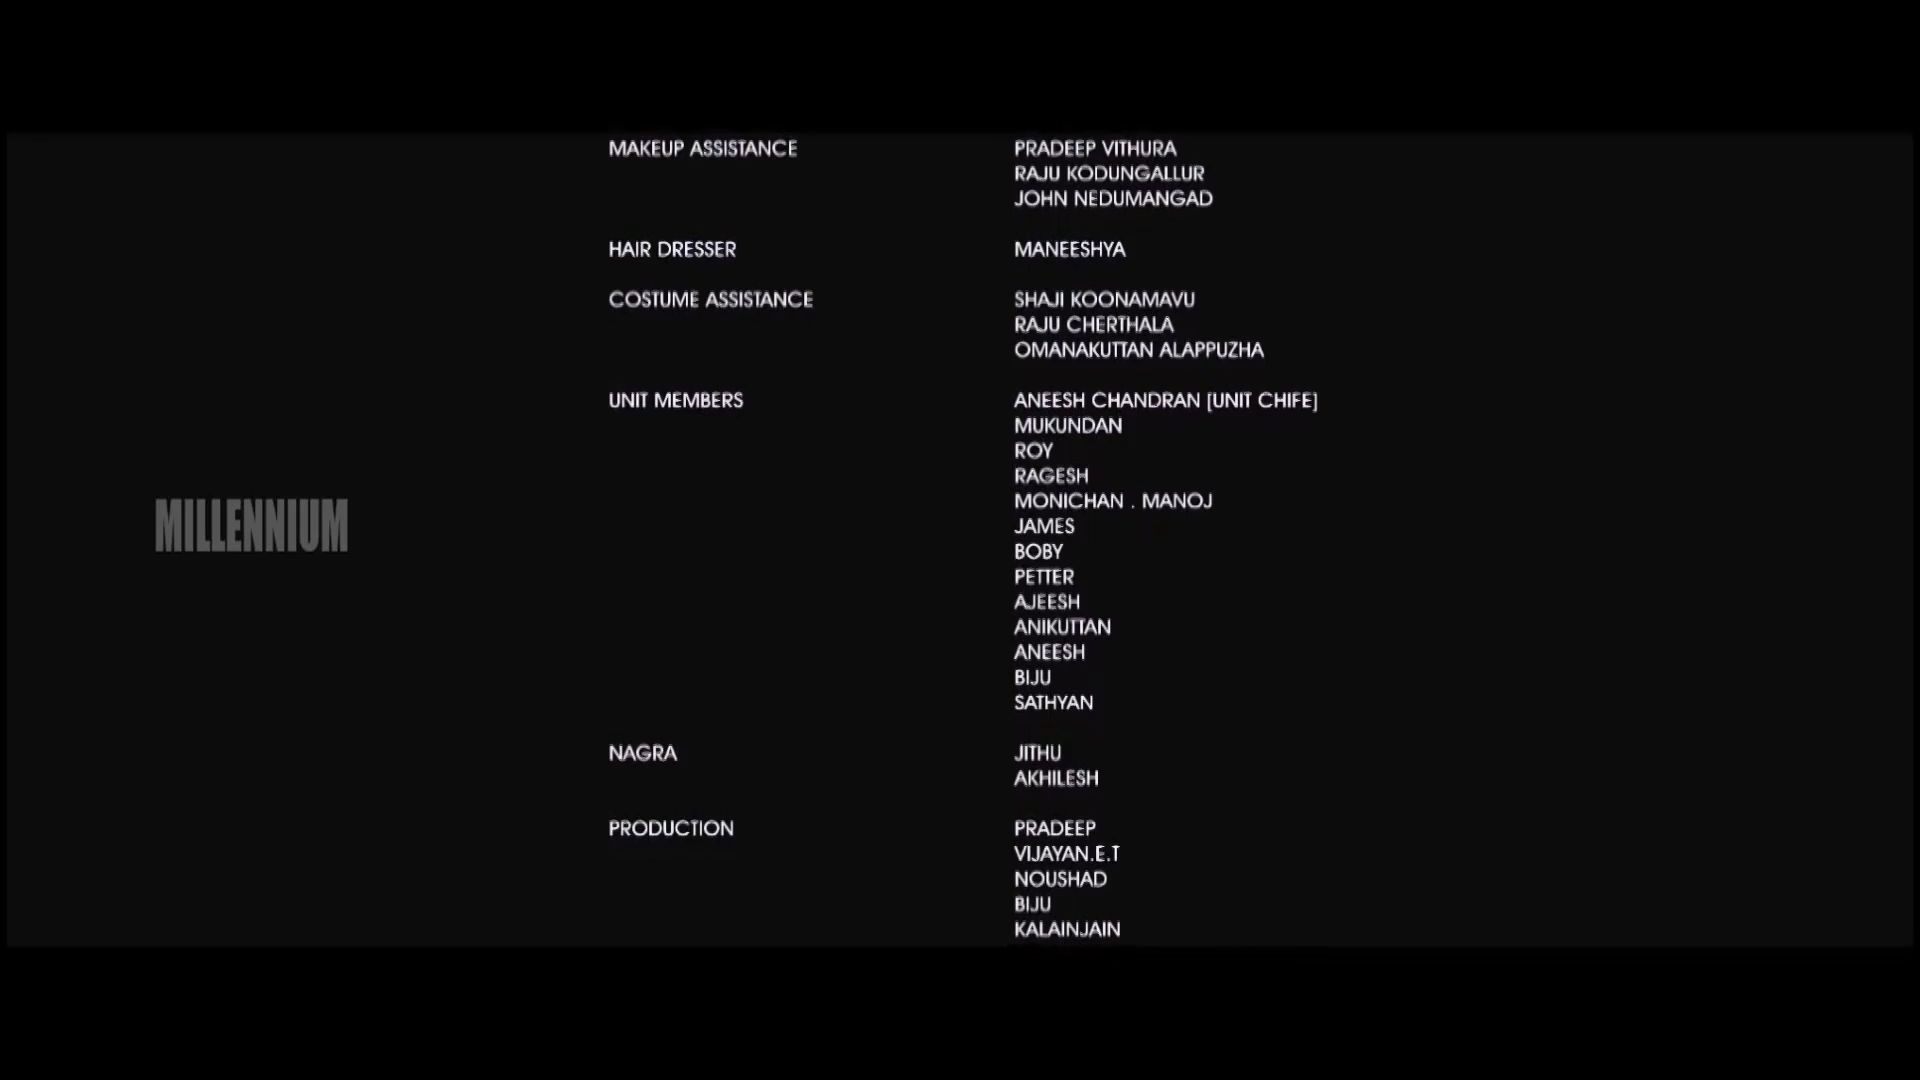 MAKEUP ASSISTANCE PRADEEP VITHURA
RAJU KODUNGALLUR
JOHN NEDUMANGAD
HAIR DRESSER MANEESHYA
COSTUME ASSISTANCE SHAJI KOONAMAVU
RAJU CHERTHALA
OMANAKUTTAN ALAPPUZHA
UNIT MEMBERS ANEESH CHANDRAN [UNIT CHIFE]
MUKUNDAN
ROY
RAGESH
MONICHAN . MANOJ
MILLENNIUM
JAMES
BOBY
PETTER
AJEESH
ANIKUTTAN
ANEESH
BIJU
SATHYAN
NAGRA JITHU
AKHILESH
PRODUCTION PRADEEP
VIJAYAN.E.T
NOUSHAD
BIJU
KALAINJAIN